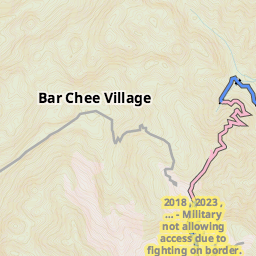 Bar Chee Village
2018 , 2023 ,
... - Military
not allowing
access due to
fighting on border.